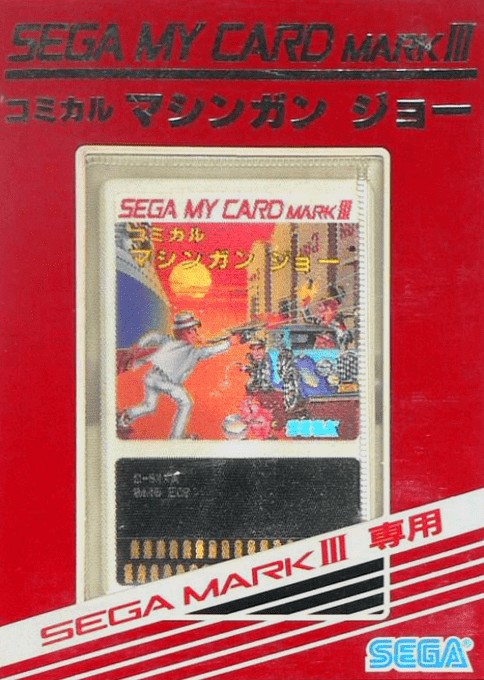 SEGA MY CARD MARK III
コミカル マシンガン ジョー
SEGA MY CARD MARK III
コミカル
マシンガン ジョー
SEGA
SEGA MARK III 専用
SEGA